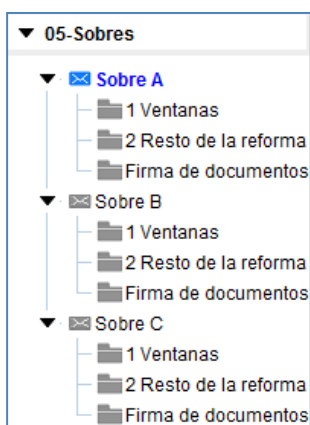 05-Sobres
Sobre A
1 Ventanas
2 Resto de la reforma
Firma de documentos
Sobre B
1 Ventanas
2 Resto de la reforma
Firma de documentos
Sobre C
1 Ventanas
2 Resto de la reforma
Firma de documentos